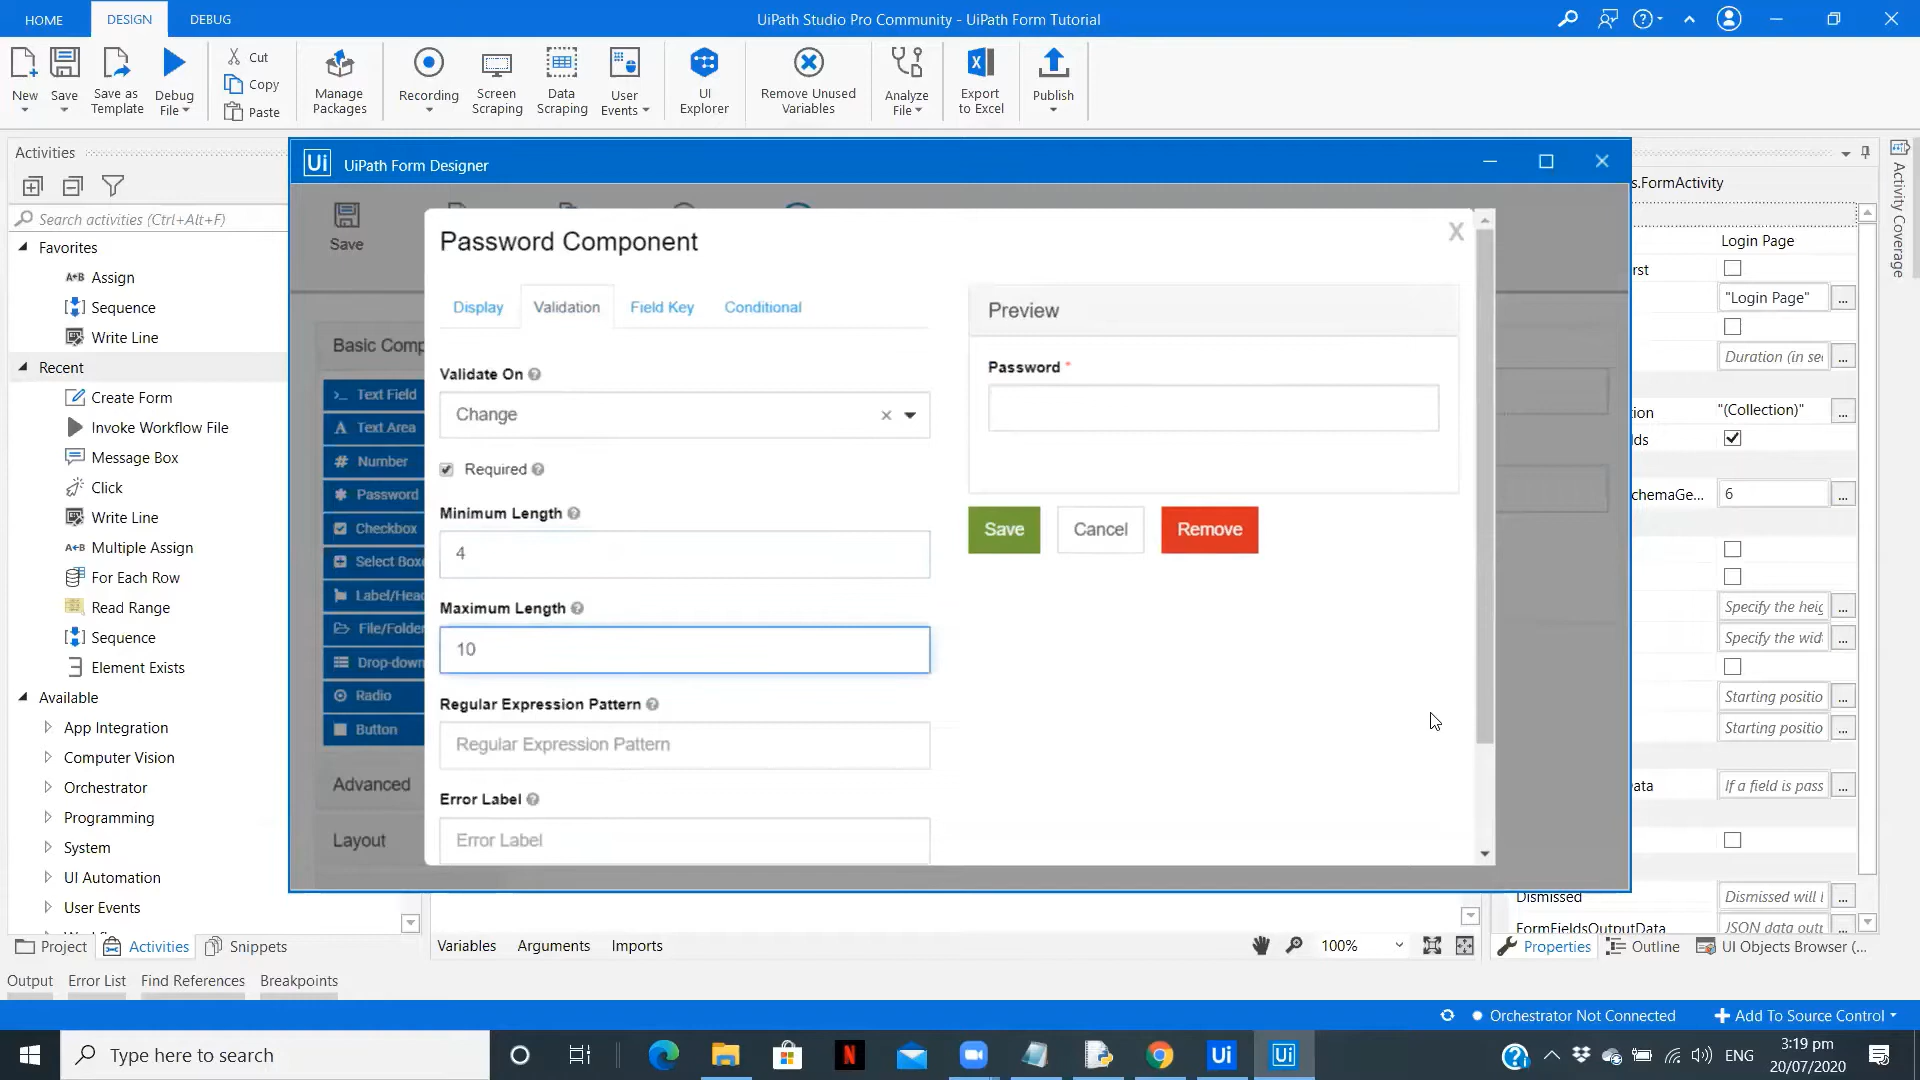 HOME
DESIGN
DEBUG
UiPath Studio Pro Community - UiPath Form Tutorial
New
Save
Save as Template
Debug File
Cut
Copy
Paste
Manage Packages
Recording
Screen Scraping
Data Scraping
User Events
UI Explorer
Remove Unused Variables
Analyze File
Export to Excel
Publish
Activities
Search activities (Ctrl+Alt+F)
Favorites
Assign
Sequence
Write Line
Recent
Create Form
Invoke Workflow File
Message Box
Click
Write Line
Multiple Assign
For Each Row
Read Range
Sequence
Element Exists
Available
App Integration
Computer Vision
Orchestrator
Programming
System
UI Automation
User Events
Project
Activities
Snippets
Ui UiPath Form Designer
Save
Basic Comp
Text Field
Text Area
Number
Password
Checkbox
Select Boxe
Label/Head
File/Folder
Drop-down
Radio
Button
Advanced
Layout
Password Component
X
Display
Validation
Field Key
Conditional
Validate On
Change
Required
Minimum Length
4
Maximum Length
10
Regular Expression Pattern
Regular Expression Pattern
Error Label
Error Label
Preview
Password *
Save
Cancel
Remove
s.FormActivity
Login Page
rst
"Login Page"
Duration (in se
ion
"(Collection)"
lds
chemaGe...
6
Specify the heig
Specify the wid
Starting positio
Starting positio
ata
If a field is pass
Dismissed
Dismissed will b
FormFieldsOutputData
JSON data outp
Activity Coverage
Variables
Arguments
Imports
100%
Properties
Outline
UI Objects Browser (...
Output
Error List
Find References
Breakpoints
Orchestrator Not Connected
Add To Source Control
Type here to search
ENG
3:19 pm
20/07/2020